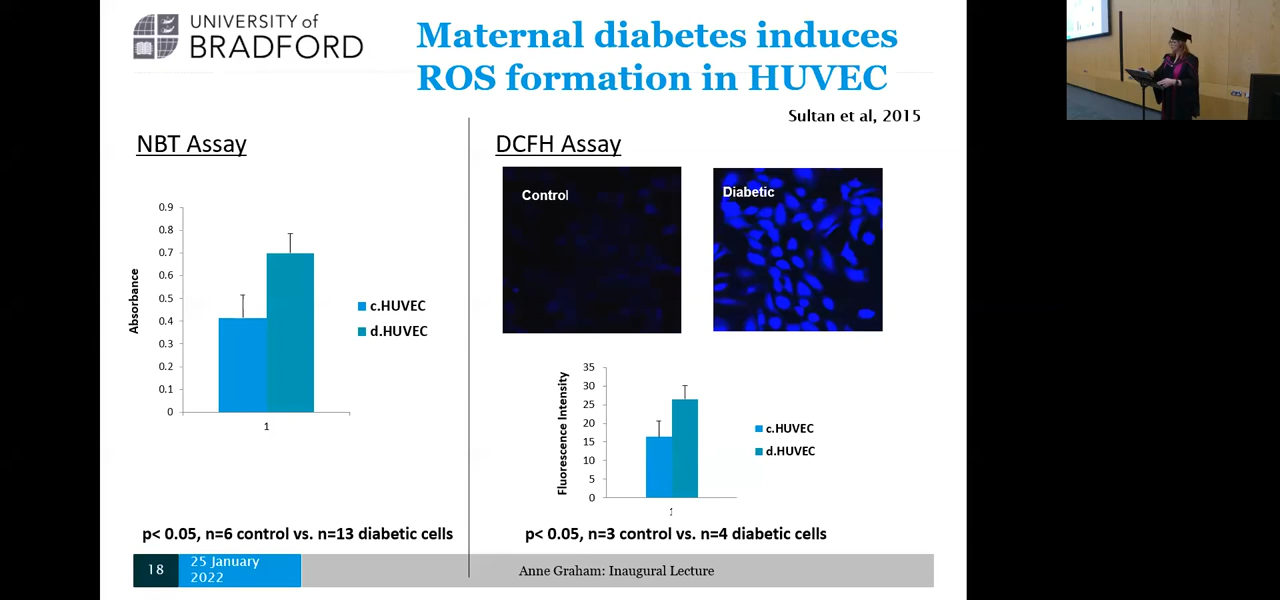 UNIVERSITY of
BRADFORD
Maternal diabetes induces
ROS formation in HUVEC
Sultan et al, 2015
NBT Assay
0.9
0.8
0.7
0.6
0.5
0.4
0.3
0.2
0.1
0
Absorbance
1
c.HUVEC
d.HUVEC
p< 0.05, n=6 control vs. n=13 diabetic cells
DCFH Assay
Control
Diabetic
35
30
25
20
15
10
5
0
Fluorescence Intensity
1
c.HUVEC
d.HUVEC
p< 0.05, n=3 control vs. n=4 diabetic cells
18
25 January
2022
Anne Graham: Inaugural Lecture